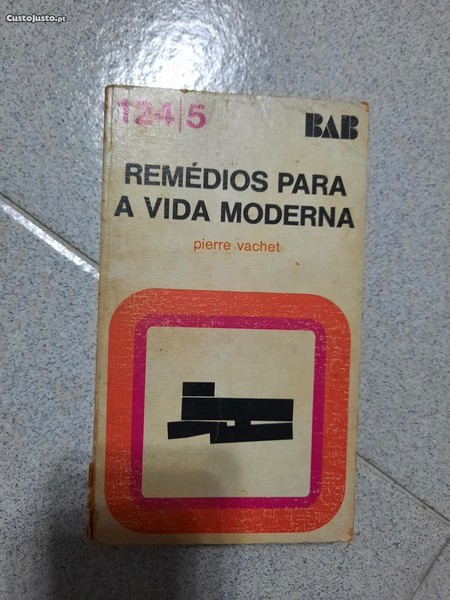 CustoJusto.pt
124|5
BAB
REMÉDIOS PARA
A VIDA MODERNA
pierre vachet